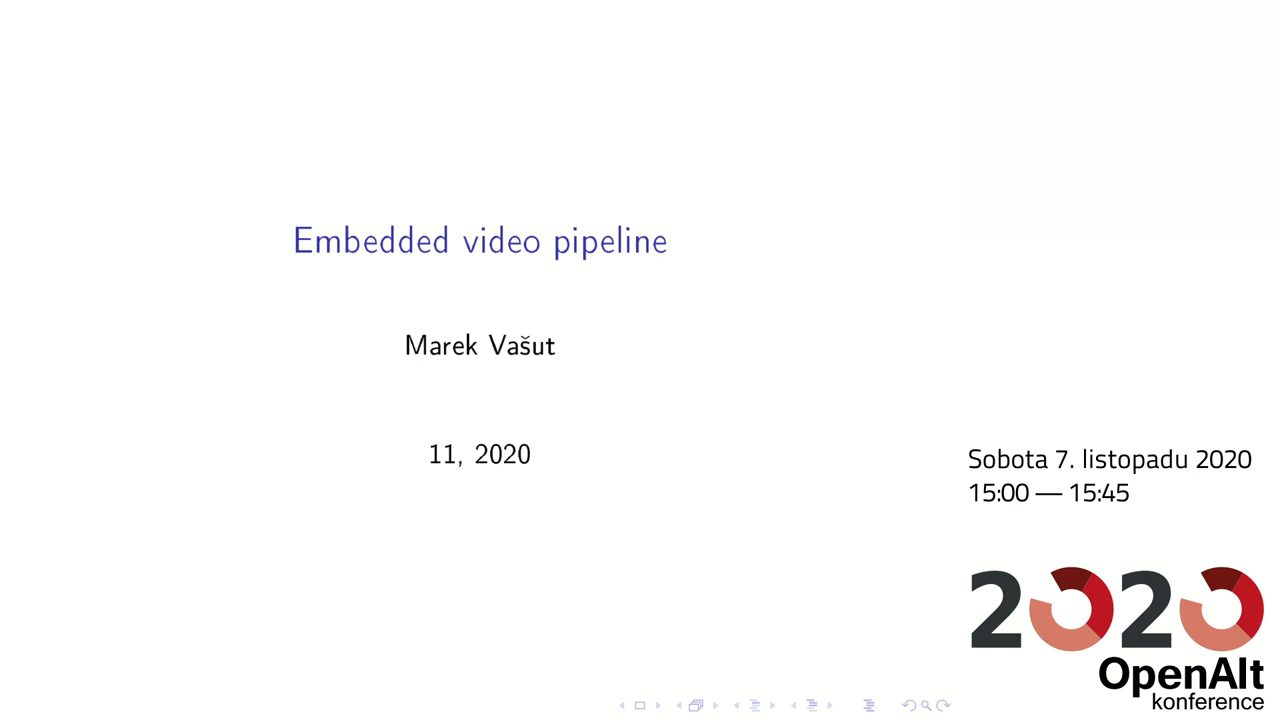 Embedded video pipeline
Marek Vašut
11, 2020
Sobota 7. listopadu 2020
15:00 — 15:45
2020
OpenAlt
konference